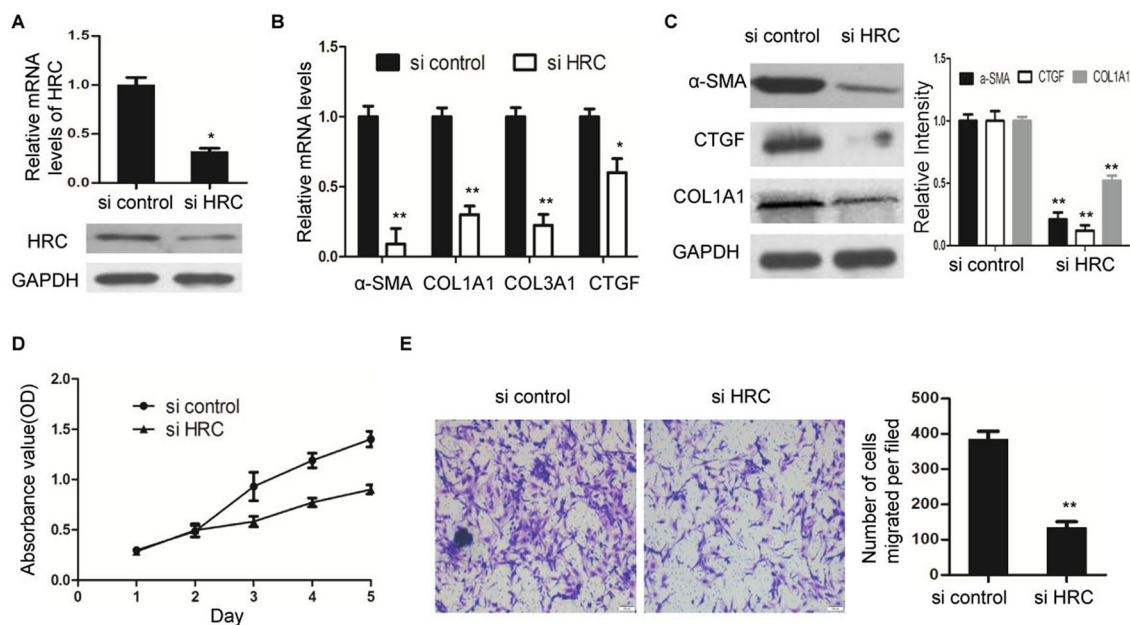 A
Relative mRNA
levels of HRC
1.5
1.0
0.5
0.0
*
si control si HRC
HRC
GAPDH
B
Relative mRNA levels
1.5
1.0
0.5
0.0
si control si HRC
** ** ** *
α-SMA COL1A1 COL3A1 CTGF
C
si control si HRC
α-SMA
CTGF
COL1A1
GAPDH
Relative Intensity
1.5
1.0
0.5
0.0
a-SMA CTGF COL1A1
** ** **
si control si HRC
D
Absorbance value(OD)
2.0
1.5
1.0
0.5
0.0
si control
si HRC
1 2 3 4 5
Day
E
si control si HRC
Number of cells
migrated per filed
500
400
300
200
100
0
**
si control si HRC